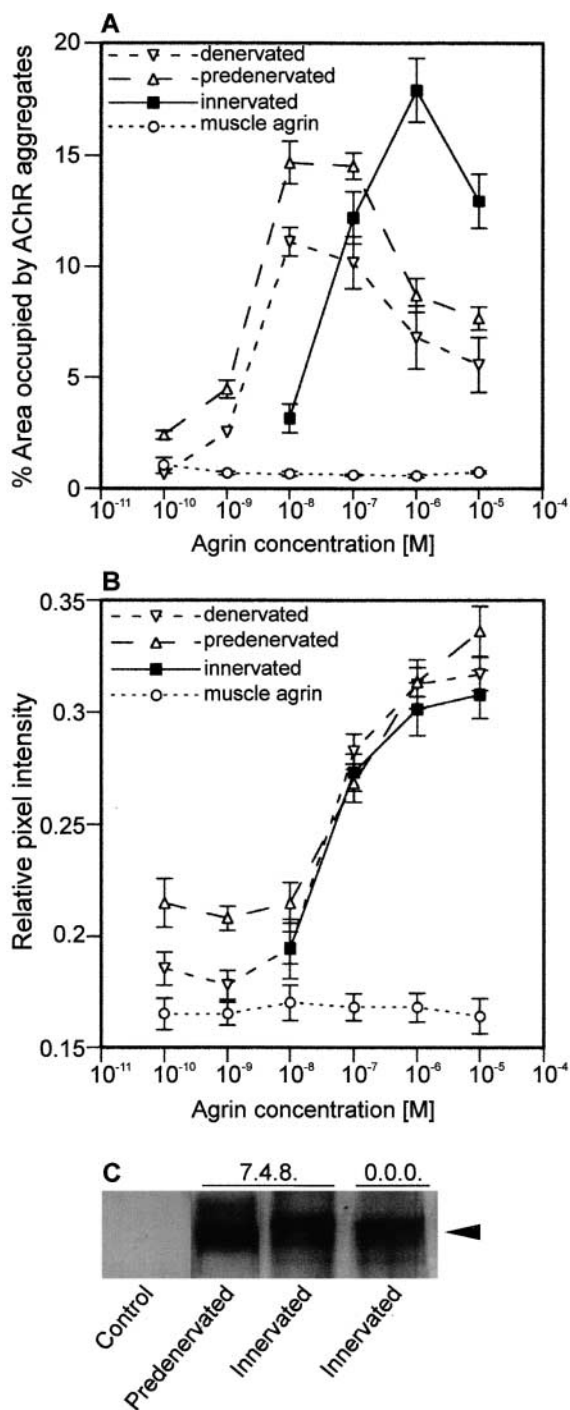 A
20
15
10
5
0
% Area occupied by AChR aggregates
denervated
predenervated
innervated
muscle agrin
10⁻¹¹ 10⁻¹⁰ 10⁻⁹ 10⁻⁸ 10⁻⁷ 10⁻⁶ 10⁻⁵ 10⁻⁴
Agrin concentration [M]
B
0.35
0.3
0.25
0.2
0.15
Relative pixel intensity
denervated
predenervated
innervated
muscle agrin
10⁻¹¹ 10⁻¹⁰ 10⁻⁹ 10⁻⁸ 10⁻⁷ 10⁻⁶ 10⁻⁵ 10⁻⁴
Agrin concentration [M]
C
7.4.8. 0.0.0.
Control
Predenervated
Innervated
Innervated